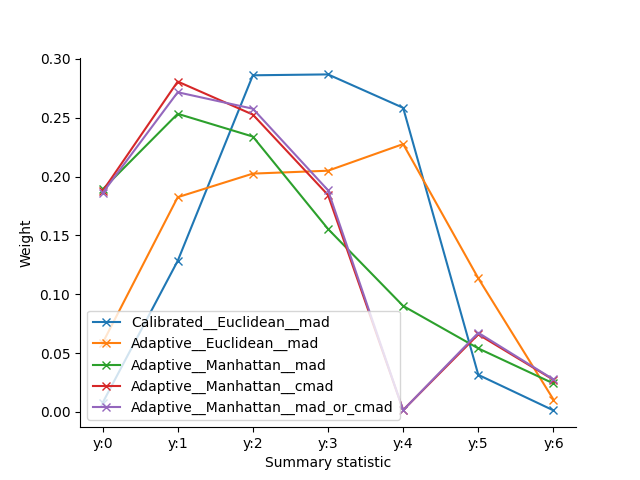 0.30
0.25
0.20
0.15
0.10
0.05
0.00
Weight
Calibrated__Euclidean__mad
Adaptive__Euclidean__mad
Adaptive__Manhattan__mad
Adaptive__Manhattan__cmad
Adaptive__Manhattan__mad_or_cmad
y:0 y:1 y:2 y:3 y:4 y:5 y:6
Summary statistic